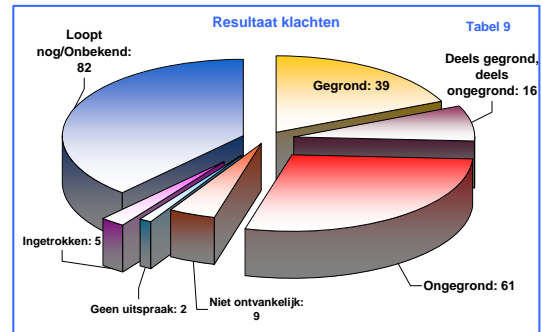 Resultaat klachten
Tabel 9
Loopt
nog/Onbekend:
82
Gegrond: 39
Deels gegrond,
deels
ongegrond: 16
Ingetrokken: 5
Geen uitspraak: 2
Niet ontvankelijk:
9
Ongegrond: 61